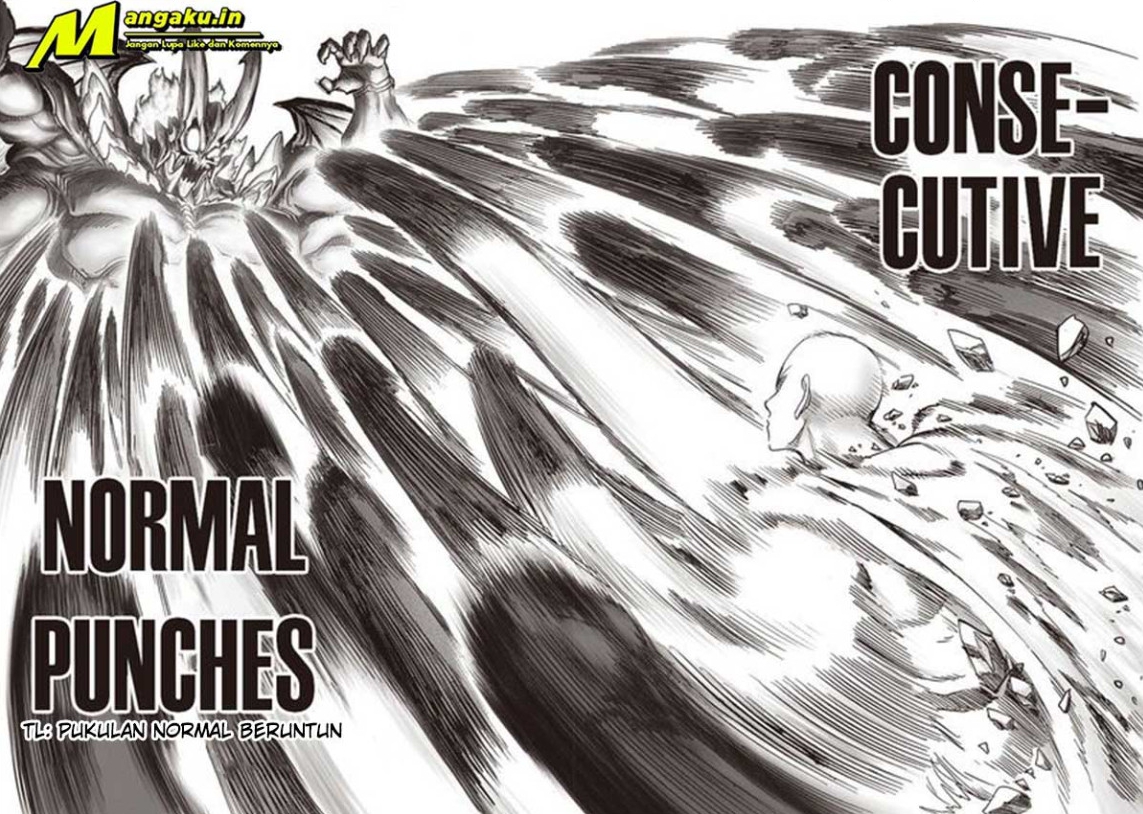 Mangaku.in
Jangan Lupa Like dan Komennya
CONSE-
CUTIVE
NORMAL
PUNCHES
TL: PUKULAN NORMAL BERUNTUN